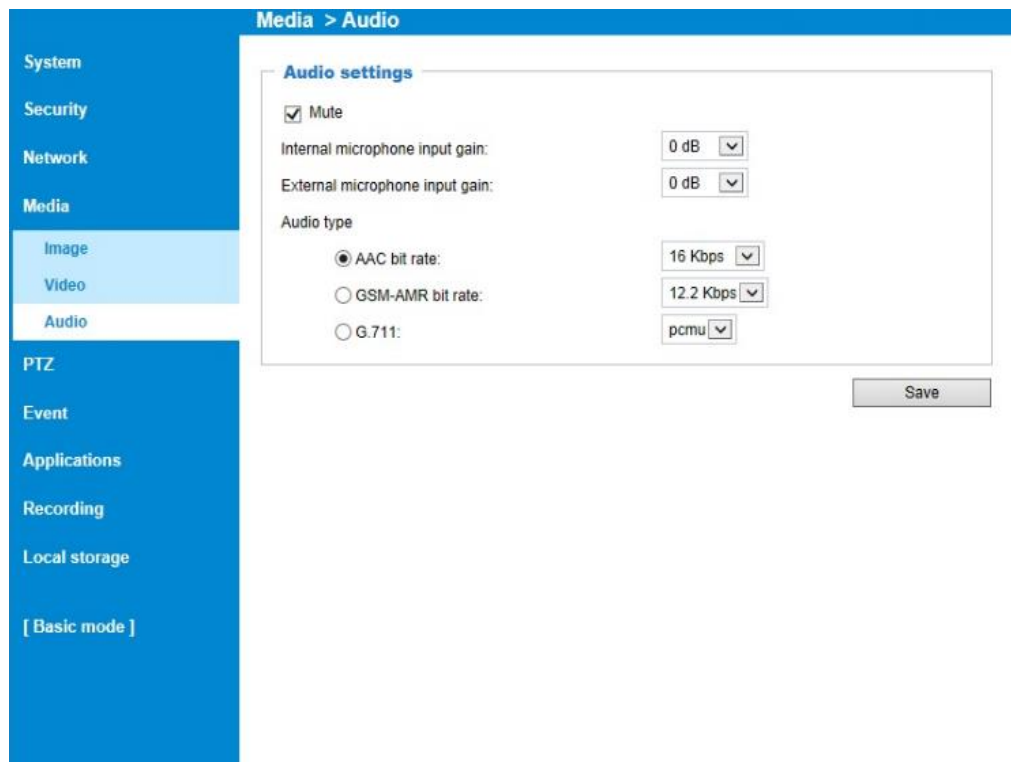 Media > Audio
System
Security
Network
Media
Image
Video
Audio
PTZ
Event
Applications
Recording
Local storage
[ Basic mode ]
Audio settings
Mute
Internal microphone input gain: 0 dB
External microphone input gain: 0 dB
Audio type
AAC bit rate: 16 Kbps
GSM-AMR bit rate: 12.2 Kbps
G.711: pcmu
Save